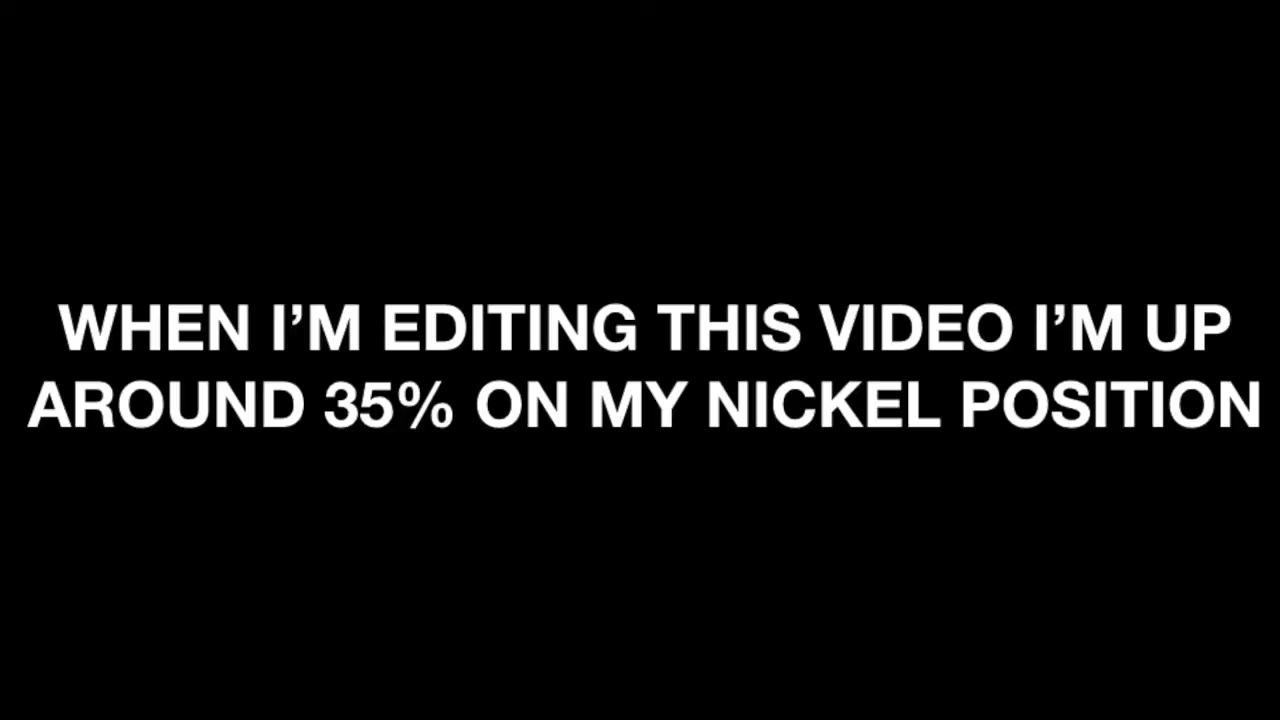 WHEN I’M EDITING THIS VIDEO I’M UP
AROUND 35% ON MY NICKEL POSITION